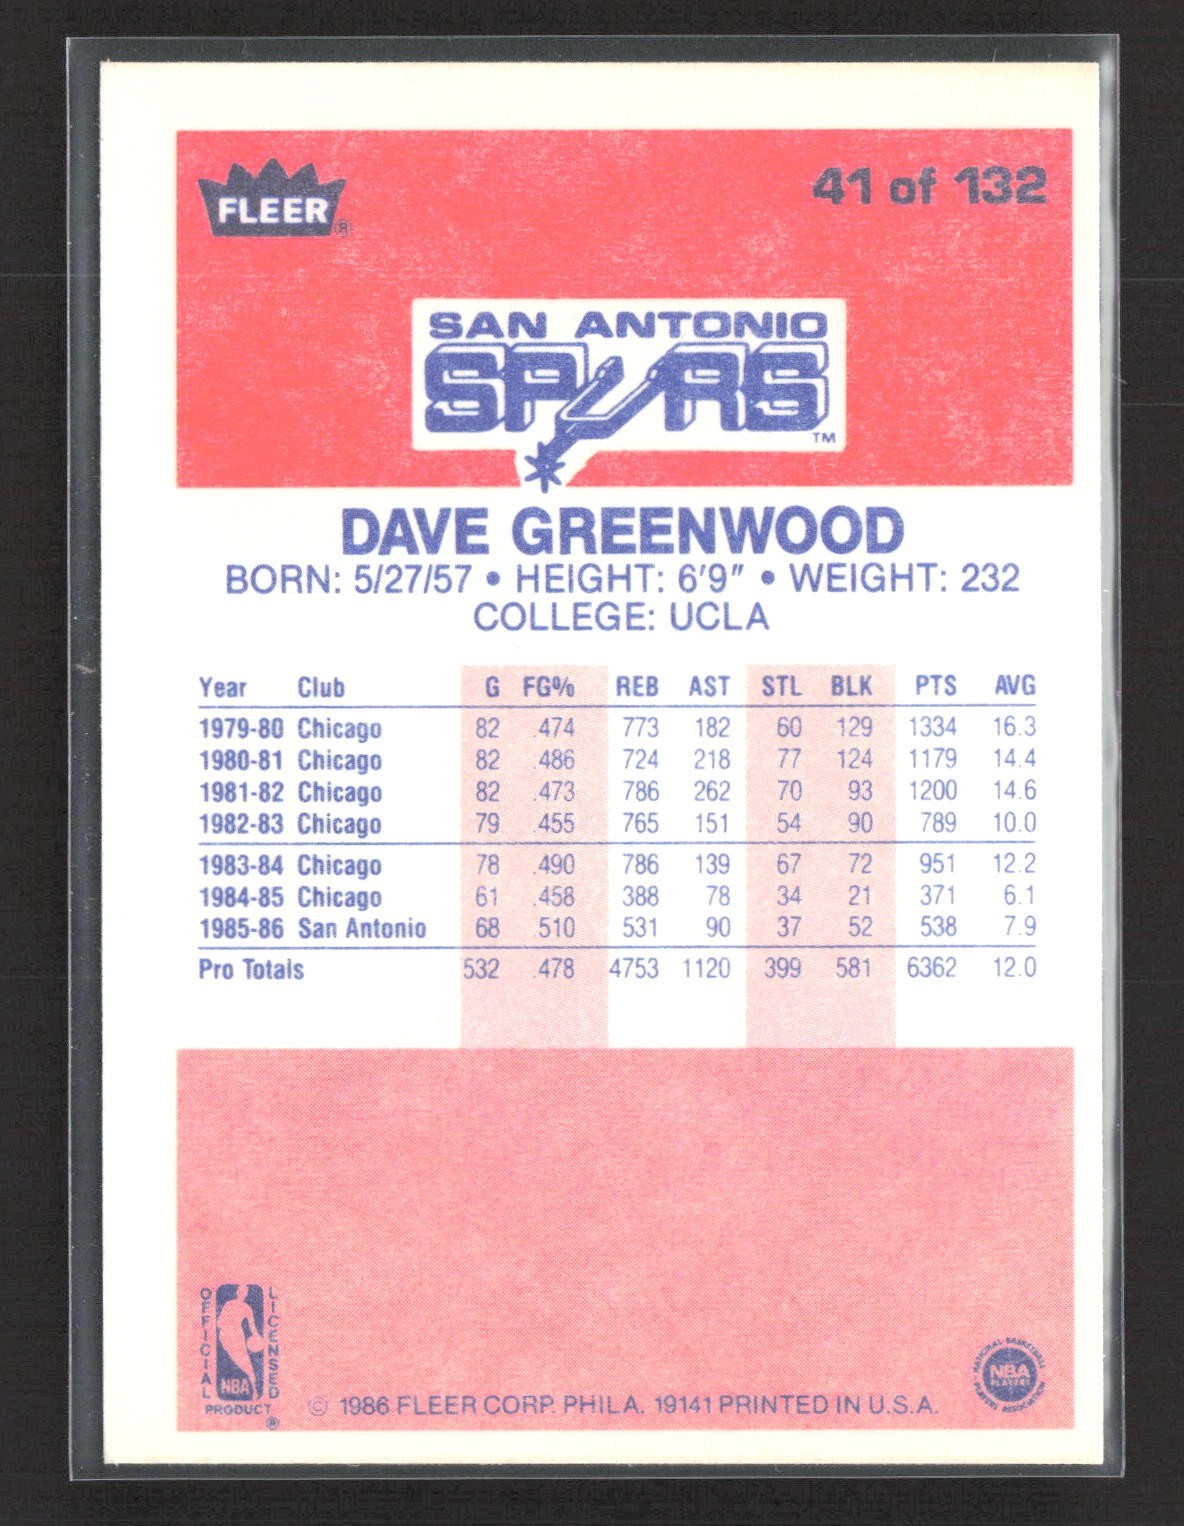 FLEER®
41 of 132
SAN ANTONIO
SPURS
TM
DAVE GREENWOOD
BORN: 5/27/57 • HEIGHT: 6'9" • WEIGHT: 232
COLLEGE: UCLA
Year Club G FG% REB AST STL BLK PTS AVG
1979-80 Chicago 82 .474 773 182 60 129 1334 16.3
1980-81 Chicago 82 .486 724 218 77 124 1179 14.4
1981-82 Chicago 82 .473 786 262 70 93 1200 14.6
1982-83 Chicago 79 .455 765 151 54 90 789 10.0
1983-84 Chicago 78 .490 786 139 67 72 951 12.2
1984-85 Chicago 61 .458 388 78 34 21 371 6.1
1985-86 San Antonio 68 .510 531 90 37 52 538 7.9
Pro Totals 532 .478 4753 1120 399 581 6362 12.0
OFFICIAL
LICENSED
NBA
PRODUCT
®
© 1986 FLEER CORP. PHILA. 19141 PRINTED IN U.S.A.
NATIONAL BASKETBALL
NBA
PLAYERS
PLAYERS ASSOCIATION